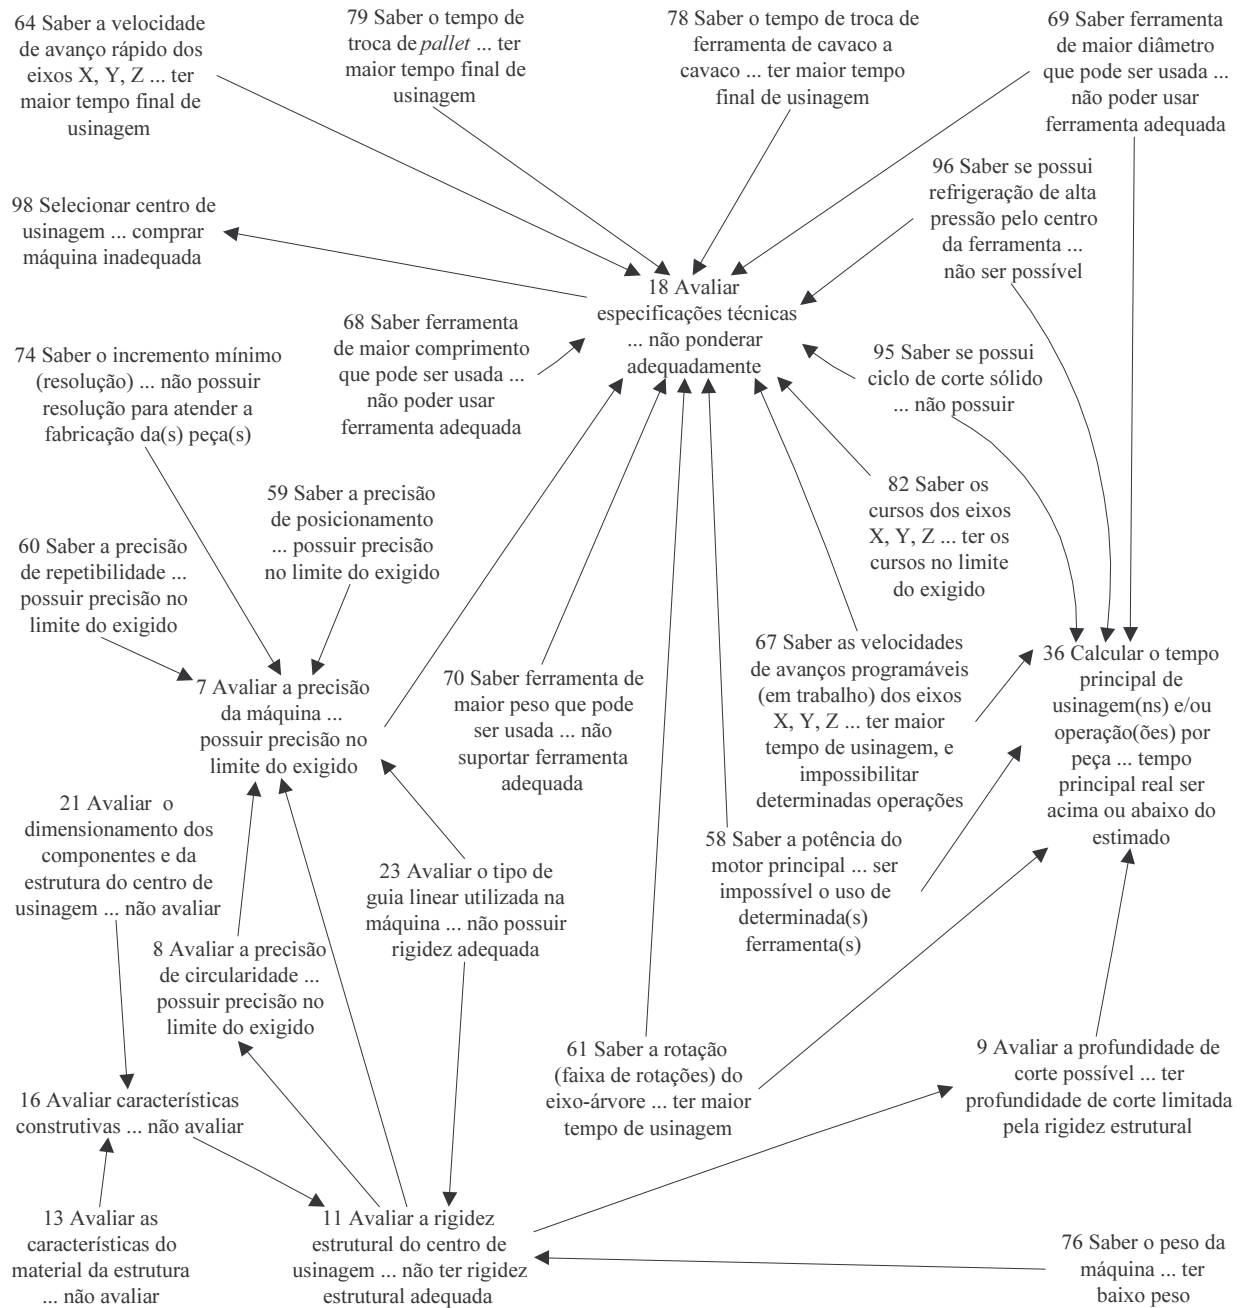 64 Saber a velocidade
de avanço rápido dos
eixos X, Y, Z ... ter
maior tempo final de
usinagem
79 Saber o tempo de
troca de pallet ... ter
maior tempo final de
usinagem
78 Saber o tempo de troca de
ferramenta de cavaco a
cavaco ... ter maior tempo
final de usinagem
69 Saber ferramenta
de maior diâmetro
que pode ser usada ...
não poder usar
ferramenta adequada
96 Saber se possui
refrigeração de alta
pressão pelo centro
da ferramenta ...
não ser possível
98 Selecionar centro de
usinagem ... comprar
máquina inadequada
18 Avaliar
especificações técnicas
... não ponderar
adequadamente
68 Saber ferramenta
de maior comprimento
que pode ser usada ...
não poder usar
ferramenta adequada
74 Saber o incremento mínimo
(resolução) ... não possuir
resolução para atender a
fabricação da(s) peça(s)
95 Saber se possui
ciclo de corte sólido
... não possuir
59 Saber a precisão
de posicionamento
... possuir precisão
no limite do exigido
82 Saber os
cursos dos eixos
X, Y, Z ... ter os
cursos no limite
do exigido
60 Saber a precisão
de repetibilidade ...
possuir precisão no
limite do exigido
67 Saber as velocidades
de avanços programáveis
(em trabalho) dos eixos
X, Y, Z ... ter maior
tempo de usinagem, e
impossibilitar
determinadas operações
36 Calcular o tempo
principal de
usinagem(ns) e/ou
operação(ões) por
peça ... tempo
principal real ser
acima ou abaixo do
estimado
7 Avaliar a precisão
da máquina ...
possuir precisão no
limite do exigido
70 Saber ferramenta de
maior peso que pode
ser usada ... não
suportar ferramenta
adequada
21 Avaliar o
dimensionamento dos
componentes e da
estrutura do centro de
usinagem ... não avaliar
58 Saber a potência do
motor principal ... ser
impossível o uso de
determinada(s)
ferramenta(s)
23 Avaliar o tipo de
guia linear utilizada na
máquina ... não possuir
rigidez adequada
8 Avaliar a precisão
de circularidade ...
possuir precisão no
limite do exigido
61 Saber a rotação
(faixa de rotações) do
eixo-árvore ... ter maior
tempo de usinagem
9 Avaliar a profundidade de
corte possível ... ter
profundidade de corte limitada
pela rigidez estrutural
16 Avaliar características
construtivas ... não avaliar
13 Avaliar as
características do
material da estrutura
... não avaliar
11 Avaliar a rigidez
estrutural do centro de
usinagem ... não ter rigidez
estrutural adequada
76 Saber o peso da
máquina ... ter
baixo peso